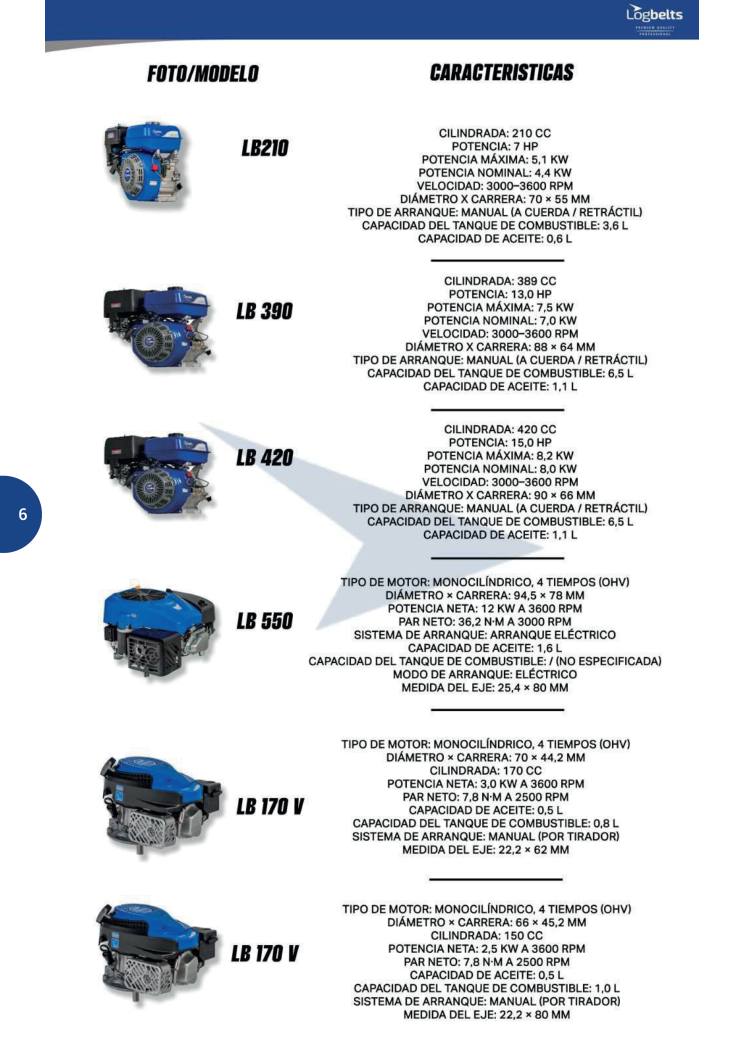 Logbelts
PREMIUM QUALITY
PROFESSIONAL
FOTO/MODELO
CARACTERISTICAS
LB210
CILINDRADA: 210 CC
POTENCIA: 7 HP
POTENCIA MÁXIMA: 5,1 KW
POTENCIA NOMINAL: 4,4 KW
VELOCIDAD: 3000–3600 RPM
DIÁMETRO X CARRERA: 70 × 55 MM
TIPO DE ARRANQUE: MANUAL (A CUERDA / RETRÁCTIL)
CAPACIDAD DEL TANQUE DE COMBUSTIBLE: 3,6 L
CAPACIDAD DE ACEITE: 0,6 L
LB 390
CILINDRADA: 389 CC
POTENCIA: 13,0 HP
POTENCIA MÁXIMA: 7,5 KW
POTENCIA NOMINAL: 7,0 KW
VELOCIDAD: 3000–3600 RPM
DIÁMETRO X CARRERA: 88 × 64 MM
TIPO DE ARRANQUE: MANUAL (A CUERDA / RETRÁCTIL)
CAPACIDAD DEL TANQUE DE COMBUSTIBLE: 6,5 L
CAPACIDAD DE ACEITE: 1,1 L
LB 420
CILINDRADA: 420 CC
POTENCIA: 15,0 HP
POTENCIA MÁXIMA: 8,2 KW
POTENCIA NOMINAL: 8,0 KW
VELOCIDAD: 3000–3600 RPM
DIÁMETRO X CARRERA: 90 × 66 MM
TIPO DE ARRANQUE: MANUAL (A CUERDA / RETRÁCTIL)
CAPACIDAD DEL TANQUE DE COMBUSTIBLE: 6,5 L
CAPACIDAD DE ACEITE: 1,1 L
6
LB 550
TIPO DE MOTOR: MONOCILÍNDRICO, 4 TIEMPOS (OHV)
DIÁMETRO × CARRERA: 94,5 × 78 MM
POTENCIA NETA: 12 KW A 3600 RPM
PAR NETO: 36,2 N·M A 3000 RPM
SISTEMA DE ARRANQUE: ARRANQUE ELÉCTRICO
CAPACIDAD DE ACEITE: 1,6 L
CAPACIDAD DEL TANQUE DE COMBUSTIBLE: / (NO ESPECIFICADA)
MODO DE ARRANQUE: ELÉCTRICO
MEDIDA DEL EJE: 25,4 × 80 MM
LB 170 V
TIPO DE MOTOR: MONOCILÍNDRICO, 4 TIEMPOS (OHV)
DIÁMETRO × CARRERA: 70 × 44,2 MM
CILINDRADA: 170 CC
POTENCIA NETA: 3,0 KW A 3600 RPM
PAR NETO: 7,8 N·M A 2500 RPM
CAPACIDAD DE ACEITE: 0,5 L
CAPACIDAD DEL TANQUE DE COMBUSTIBLE: 0,8 L
SISTEMA DE ARRANQUE: MANUAL (POR TIRADOR)
MEDIDA DEL EJE: 22,2 × 62 MM
LB 170 V
TIPO DE MOTOR: MONOCILÍNDRICO, 4 TIEMPOS (OHV)
DIÁMETRO × CARRERA: 66 × 45,2 MM
CILINDRADA: 150 CC
POTENCIA NETA: 2,5 KW A 3600 RPM
PAR NETO: 7,8 N·M A 2500 RPM
CAPACIDAD DE ACEITE: 0,5 L
CAPACIDAD DEL TANQUE DE COMBUSTIBLE: 1,0 L
SISTEMA DE ARRANQUE: MANUAL (POR TIRADOR)
MEDIDA DEL EJE: 22,2 × 80 MM